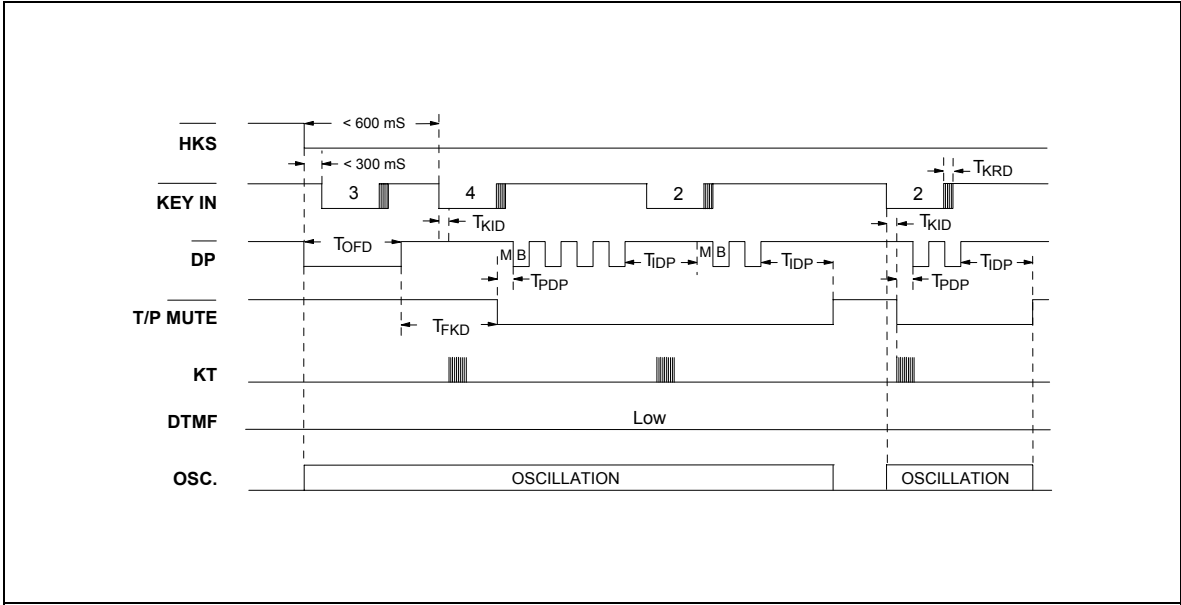 HKS
< 600 mS
< 300 mS
KEY IN
3
4
2
2
TKRD
TKID
TKID
DP
TOFD
M B
TPDP
TIDP
M B
TIDP
TPDP
TIDP
T/P MUTE
TFKD
KT
DTMF
Low
OSC.
OSCILLATION
OSCILLATION